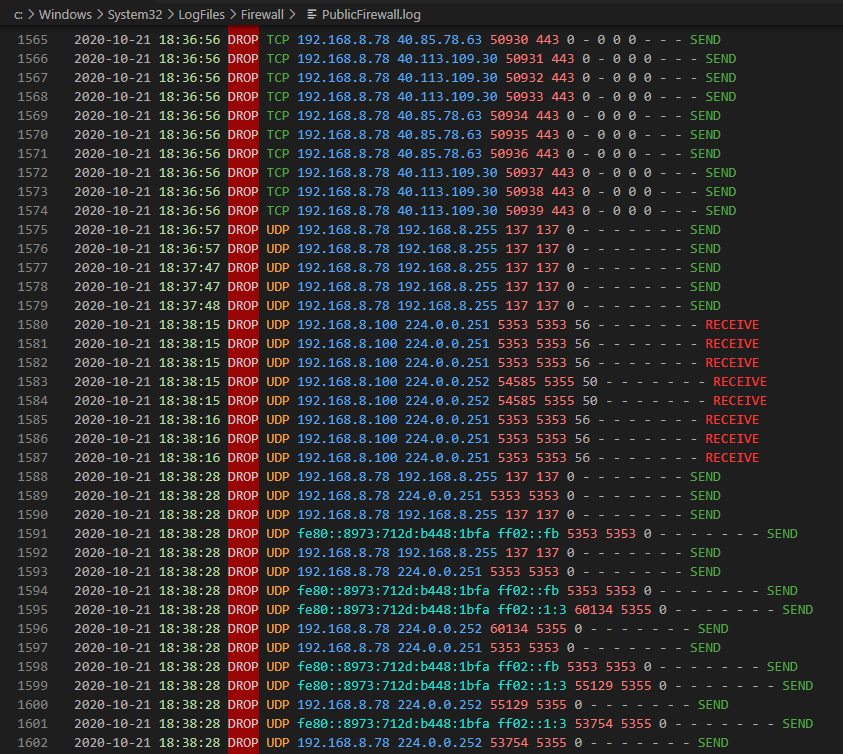 c: > Windows > System32 > LogFiles > Firewall > PublicFirewall.log
1565 2020-10-21 18:36:56 DROP TCP 192.168.8.78 40.85.78.63 50930 443 0 - 0 0 0 - - - SEND
1566 2020-10-21 18:36:56 DROP TCP 192.168.8.78 40.113.109.30 50931 443 0 - 0 0 0 - - - SEND
1567 2020-10-21 18:36:56 DROP TCP 192.168.8.78 40.113.109.30 50932 443 0 - 0 0 0 - - - SEND
1568 2020-10-21 18:36:56 DROP TCP 192.168.8.78 40.113.109.30 50933 443 0 - 0 0 0 - - - SEND
1569 2020-10-21 18:36:56 DROP TCP 192.168.8.78 40.85.78.63 50934 443 0 - 0 0 0 - - - SEND
1570 2020-10-21 18:36:56 DROP TCP 192.168.8.78 40.85.78.63 50935 443 0 - 0 0 0 - - - SEND
1571 2020-10-21 18:36:56 DROP TCP 192.168.8.78 40.85.78.63 50936 443 0 - 0 0 0 - - - SEND
1572 2020-10-21 18:36:56 DROP TCP 192.168.8.78 40.113.109.30 50937 443 0 - 0 0 0 - - - SEND
1573 2020-10-21 18:36:56 DROP TCP 192.168.8.78 40.113.109.30 50938 443 0 - 0 0 0 - - - SEND
1574 2020-10-21 18:36:56 DROP TCP 192.168.8.78 40.113.109.30 50939 443 0 - 0 0 0 - - - SEND
1575 2020-10-21 18:36:57 DROP UDP 192.168.8.78 192.168.8.255 137 137 0 - - - - - - - SEND
1576 2020-10-21 18:36:57 DROP UDP 192.168.8.78 192.168.8.255 137 137 0 - - - - - - - SEND
1577 2020-10-21 18:37:47 DROP UDP 192.168.8.78 192.168.8.255 137 137 0 - - - - - - - SEND
1578 2020-10-21 18:37:47 DROP UDP 192.168.8.78 192.168.8.255 137 137 0 - - - - - - - SEND
1579 2020-10-21 18:37:48 DROP UDP 192.168.8.78 192.168.8.255 137 137 0 - - - - - - - SEND
1580 2020-10-21 18:38:15 DROP UDP 192.168.8.100 224.0.0.251 5353 5353 56 - - - - - - - RECEIVE
1581 2020-10-21 18:38:15 DROP UDP 192.168.8.100 224.0.0.251 5353 5353 56 - - - - - - - RECEIVE
1582 2020-10-21 18:38:15 DROP UDP 192.168.8.100 224.0.0.251 5353 5353 56 - - - - - - - RECEIVE
1583 2020-10-21 18:38:15 DROP UDP 192.168.8.100 224.0.0.252 54585 5355 50 - - - - - - - RECEIVE
1584 2020-10-21 18:38:15 DROP UDP 192.168.8.100 224.0.0.252 54585 5355 50 - - - - - - - RECEIVE
1585 2020-10-21 18:38:16 DROP UDP 192.168.8.100 224.0.0.251 5353 5353 56 - - - - - - - RECEIVE
1586 2020-10-21 18:38:16 DROP UDP 192.168.8.100 224.0.0.251 5353 5353 56 - - - - - - - RECEIVE
1587 2020-10-21 18:38:16 DROP UDP 192.168.8.100 224.0.0.251 5353 5353 56 - - - - - - - RECEIVE
1588 2020-10-21 18:38:28 DROP UDP 192.168.8.78 192.168.8.255 137 137 0 - - - - - - - SEND
1589 2020-10-21 18:38:28 DROP UDP 192.168.8.78 224.0.0.251 5353 5353 0 - - - - - - - SEND
1590 2020-10-21 18:38:28 DROP UDP 192.168.8.78 192.168.8.255 137 137 0 - - - - - - - SEND
1591 2020-10-21 18:38:28 DROP UDP fe80::8973:712d:b448:1bfa ff02::fb 5353 5353 0 - - - - - - - SEND
1592 2020-10-21 18:38:28 DROP UDP 192.168.8.78 192.168.8.255 137 137 0 - - - - - - - SEND
1593 2020-10-21 18:38:28 DROP UDP 192.168.8.78 224.0.0.251 5353 5353 0 - - - - - - - SEND
1594 2020-10-21 18:38:28 DROP UDP fe80::8973:712d:b448:1bfa ff02::fb 5353 5353 0 - - - - - - - SEND
1595 2020-10-21 18:38:28 DROP UDP fe80::8973:712d:b448:1bfa ff02::1:3 60134 5355 0 - - - - - - - SEND
1596 2020-10-21 18:38:28 DROP UDP 192.168.8.78 224.0.0.252 60134 5355 0 - - - - - - - SEND
1597 2020-10-21 18:38:28 DROP UDP 192.168.8.78 224.0.0.251 5353 5353 0 - - - - - - - SEND
1598 2020-10-21 18:38:28 DROP UDP fe80::8973:712d:b448:1bfa ff02::fb 5353 5353 0 - - - - - - - SEND
1599 2020-10-21 18:38:28 DROP UDP fe80::8973:712d:b448:1bfa ff02::1:3 55129 5355 0 - - - - - - - SEND
1600 2020-10-21 18:38:28 DROP UDP 192.168.8.78 224.0.0.252 55129 5355 0 - - - - - - - SEND
1601 2020-10-21 18:38:28 DROP UDP fe80::8973:712d:b448:1bfa ff02::1:3 53754 5355 0 - - - - - - - SEND
1602 2020-10-21 18:38:28 DROP UDP 192.168.8.78 224.0.0.252 53754 5355 0 - - - - - - - SEND